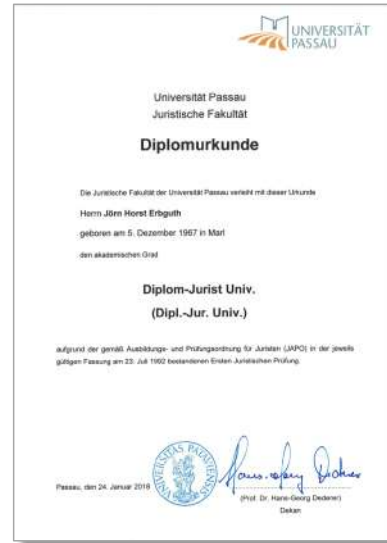 UNIVERSITÄT
PASSAU
Universität Passau
Juristische Fakultät
Diplomurkunde
Die Juristische Fakultät der Universität Passau verleiht mit dieser Urkunde
Herrn Jörn Horst Erbguth
geboren am 5. Dezember 1967 in Marl
den akademischen Grad
Diplom-Jurist Univ.
(Dipl.-Jur. Univ.)
aufgrund der gemäß Ausbildungs- und Prüfungsordnung für Juristen (JAPO) in der jeweils
gültigen Fassung am 23. Juli 1992 bestandenen Ersten Juristischen Prüfung.
Passau, den 24. Januar 2018
(Prof. Dr. Hans-Georg Dederer)
Dekan